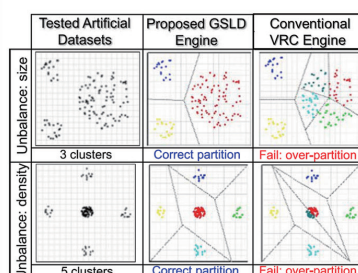 Tested Artificial
Datasets
Proposed GSLD
Engine
Conventional
VRC Engine
Unbalance: size
3 clusters
Correct partition
Fail: over-partition
Unbalance: density
5 clusters
Correct partition
Fail: over-partition